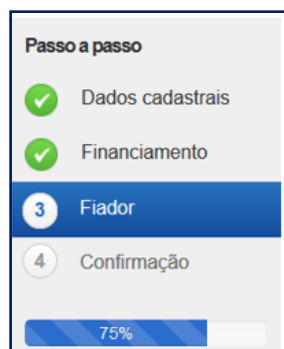 Passo a passo
Dados cadastrais
Financiamento
3 Fiador
4 Confirmação
75%